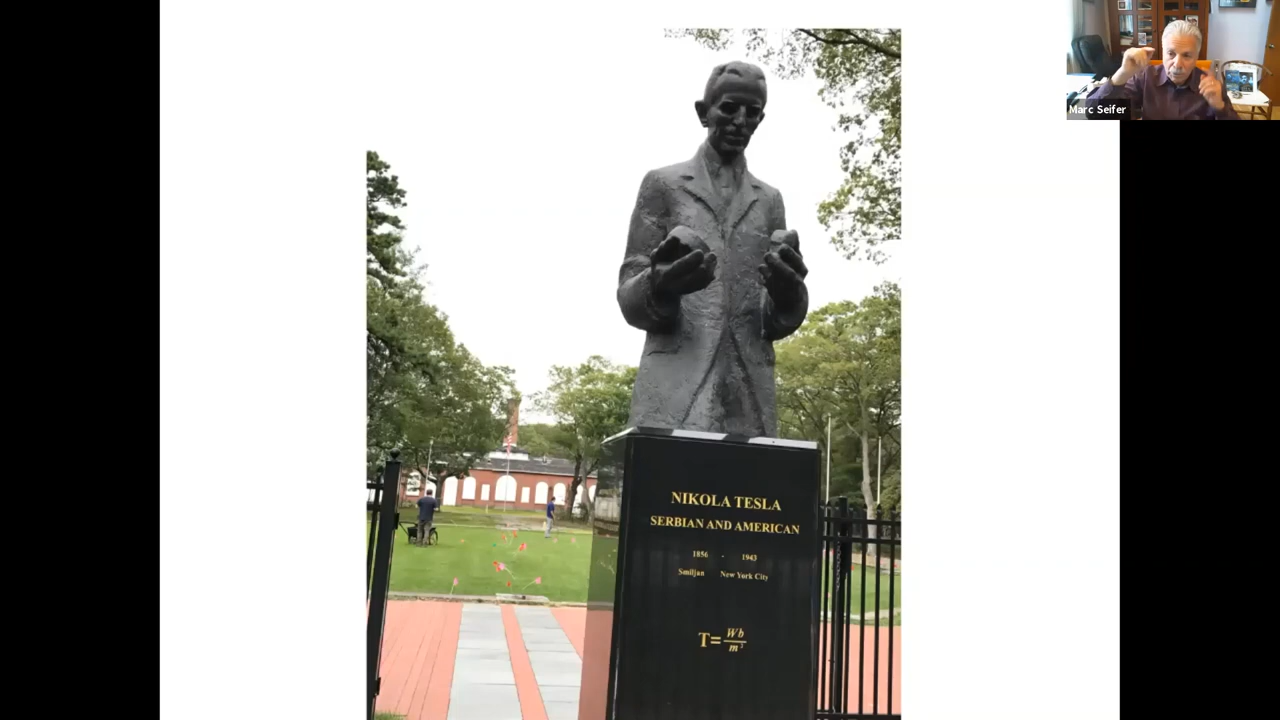 Marc Seifer
NIKOLA TESLA
SERBIAN AND AMERICAN
1856 - 1943
Smiljan New York City
T= Wb
m²